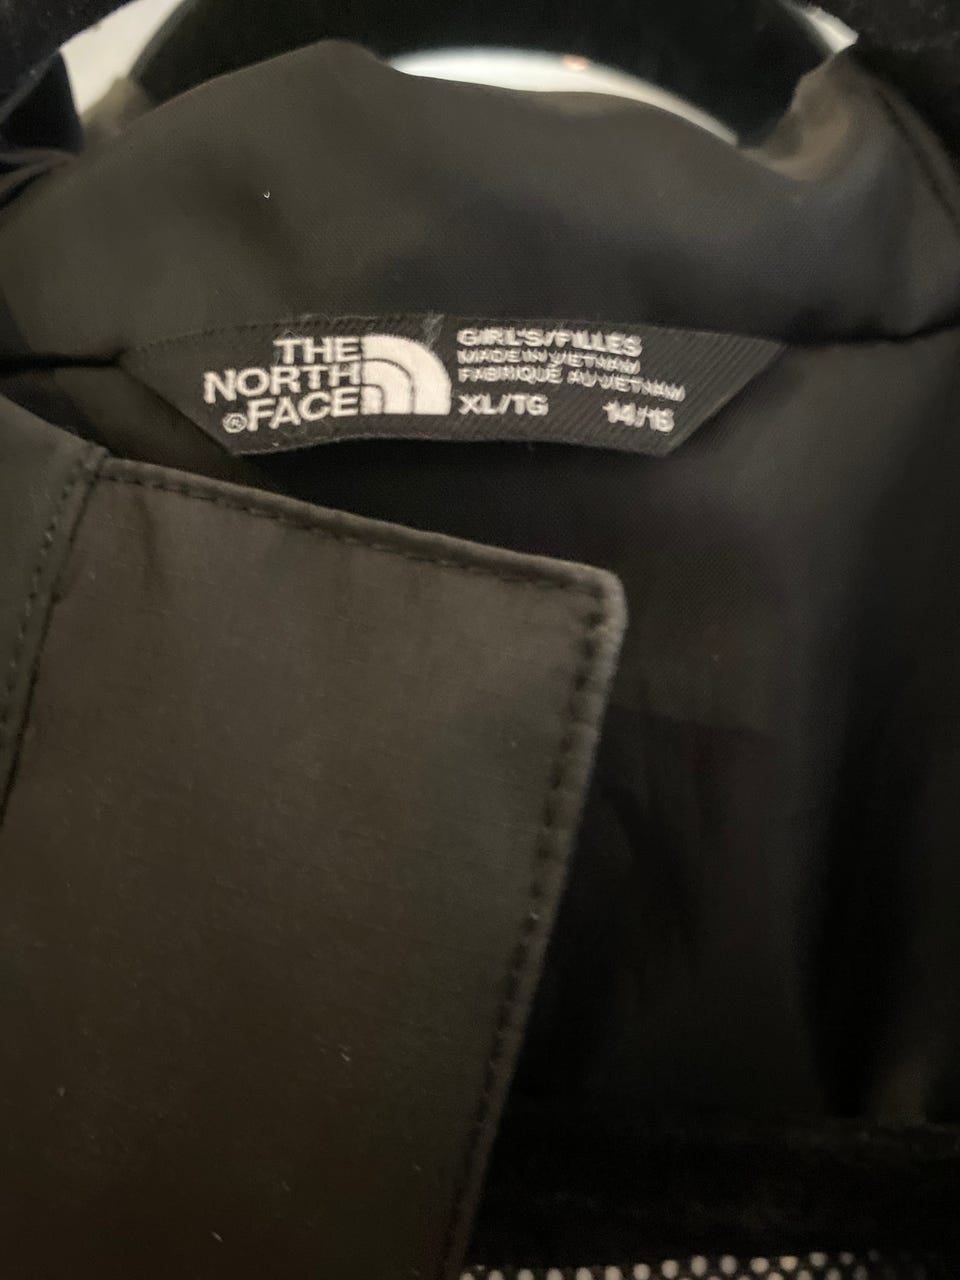 THE
NORTH
® FACE
GIRL'S/FILLES
MADE IN VIETNAM
FABRIQUÉ AU VIETNAM
XL/TG 14/16